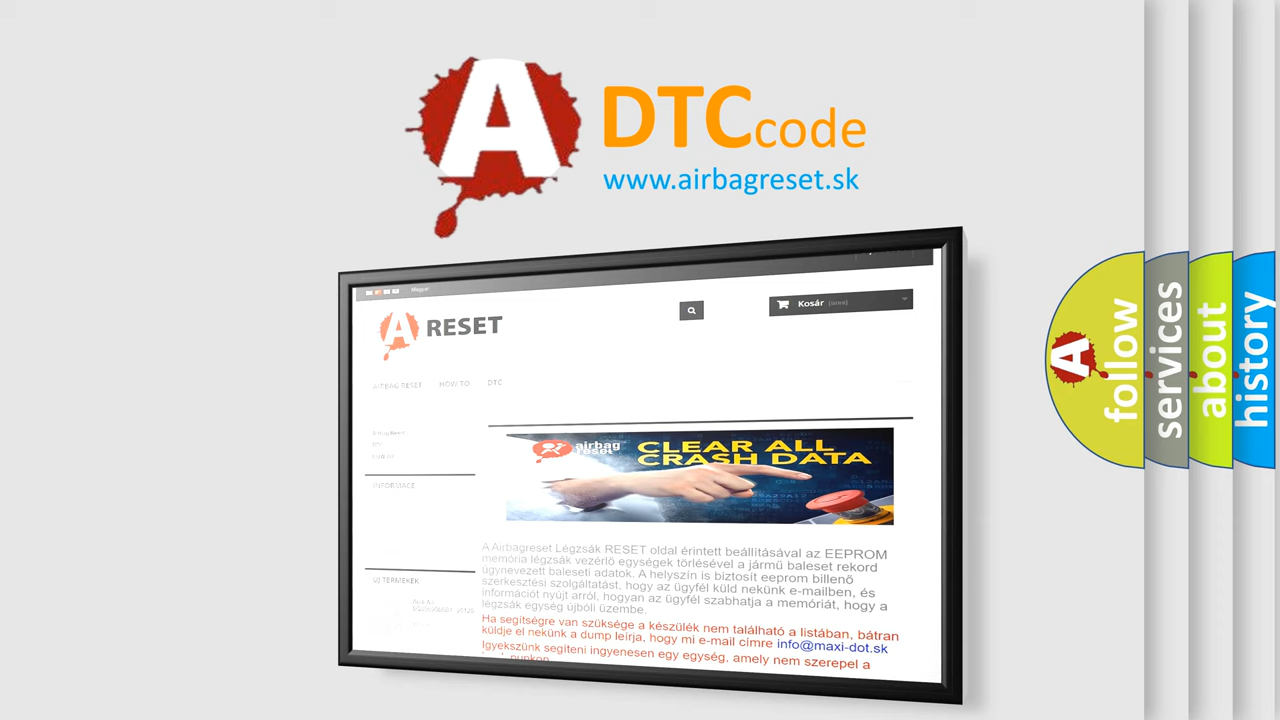 A
DTC code
www.airbagreset.sk
Magyar
A RESET
Kosár (üres)
AIRBAG RESET HOW TO DTC
INFORMACE
airbag
reset
CLEAR ALL
CRASH DATA
A Airbagreset Légzsák RESET oldal érintett beállításával az EEPROM
memória légzsák vezérlő egységek törlésével a jármű baleset rekord
úgynevezett baleseti adatok. A helyszín is biztosít eeprom billenő
szerkesztési szolgáltatást, hogy az ügyfél küld nekünk e-mailben, és
információt nyújt arról, hogyan az ügyfél szabhatja a memóriát, hogy a
légzsák egység újbóli üzembe.
Ha segítségre van szüksége a készülék nem található a listában, bátran
küldje el nekünk a dump leírja, hogy mi e-mail címre info@maxi-dot.sk
Igyekszünk segíteni ingyenesen egy egység, amely nem szerepel a
ÚJ TERMÉKEK
A
follow
services
about
history